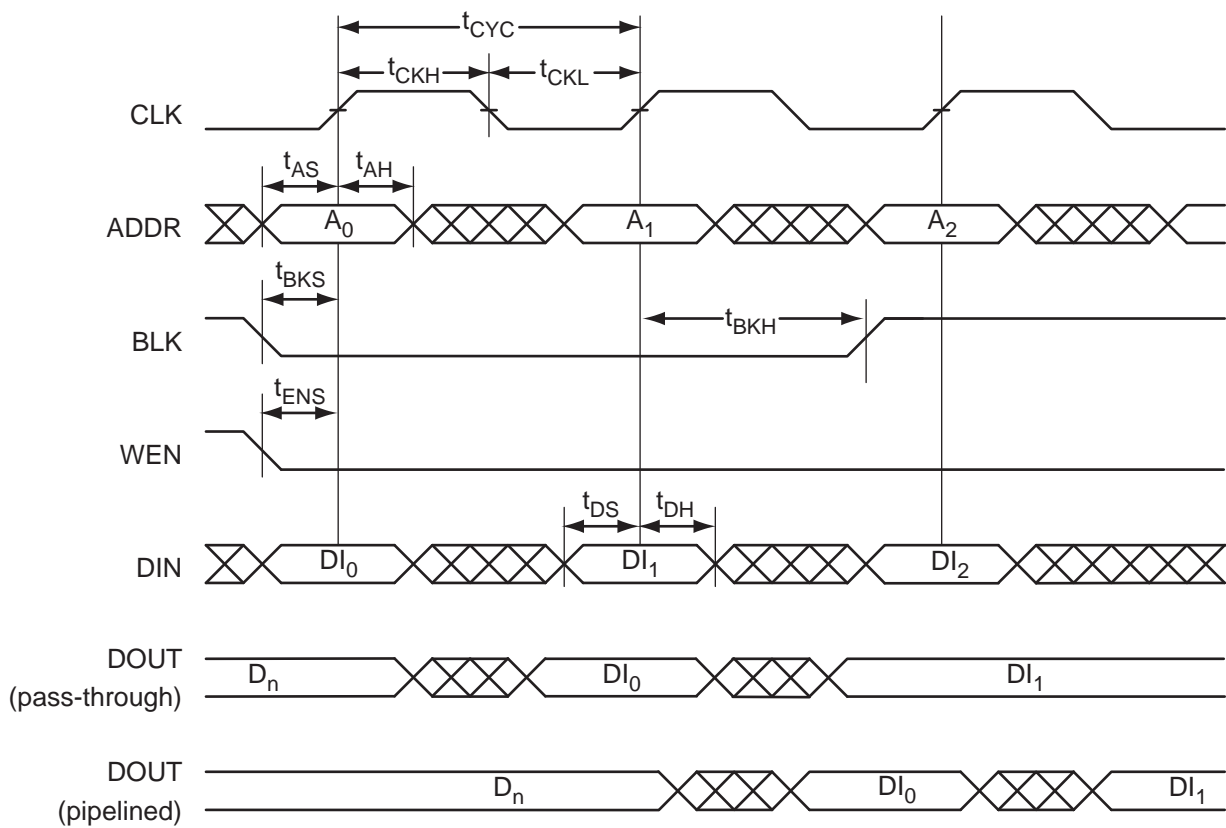 tCYC
tCKH tCKL
CLK
tAS tAH
ADDR A0 A1 A2
tBKS
BLK tBKH
tENS
WEN
tDS tDH
DIN DI0 DI1 DI2
DOUT
(pass-through) Dn DI0 DI1
DOUT
(pipelined) Dn DI0 DI1